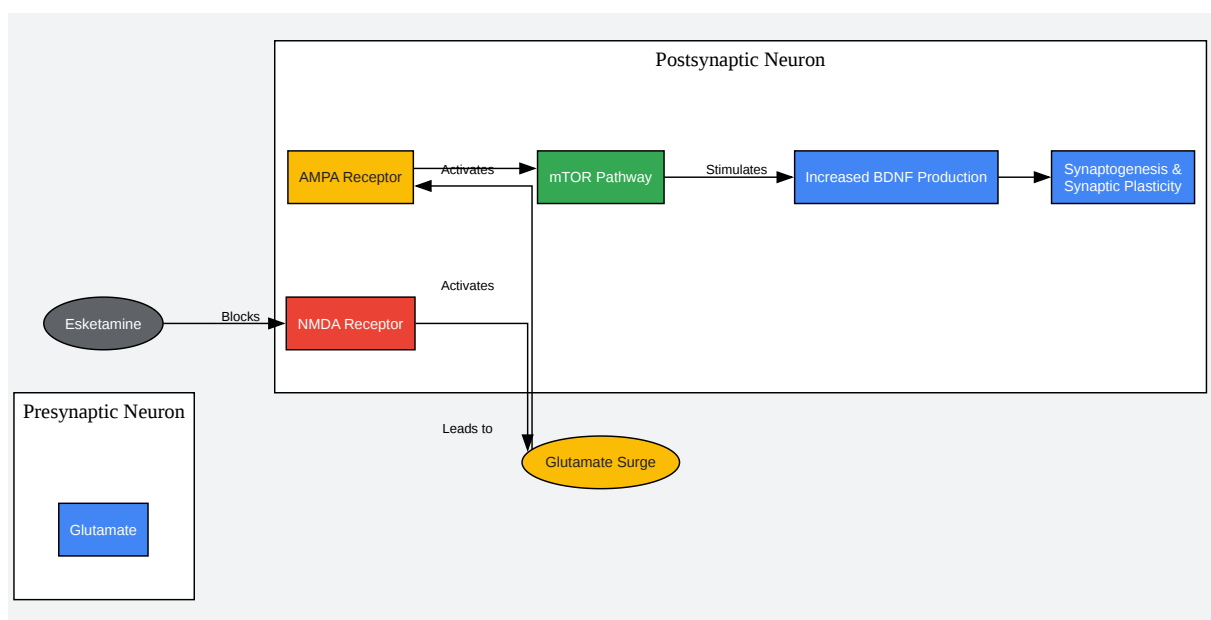 Postsynaptic Neuron
AMPA Receptor
Activates
mTOR Pathway
Stimulates
Increased BDNF Production
Synaptogenesis &
Synaptic Plasticity
Activates
Esketamine
Blocks
NMDA Receptor
Presynaptic Neuron
Leads to
Glutamate Surge
Glutamate